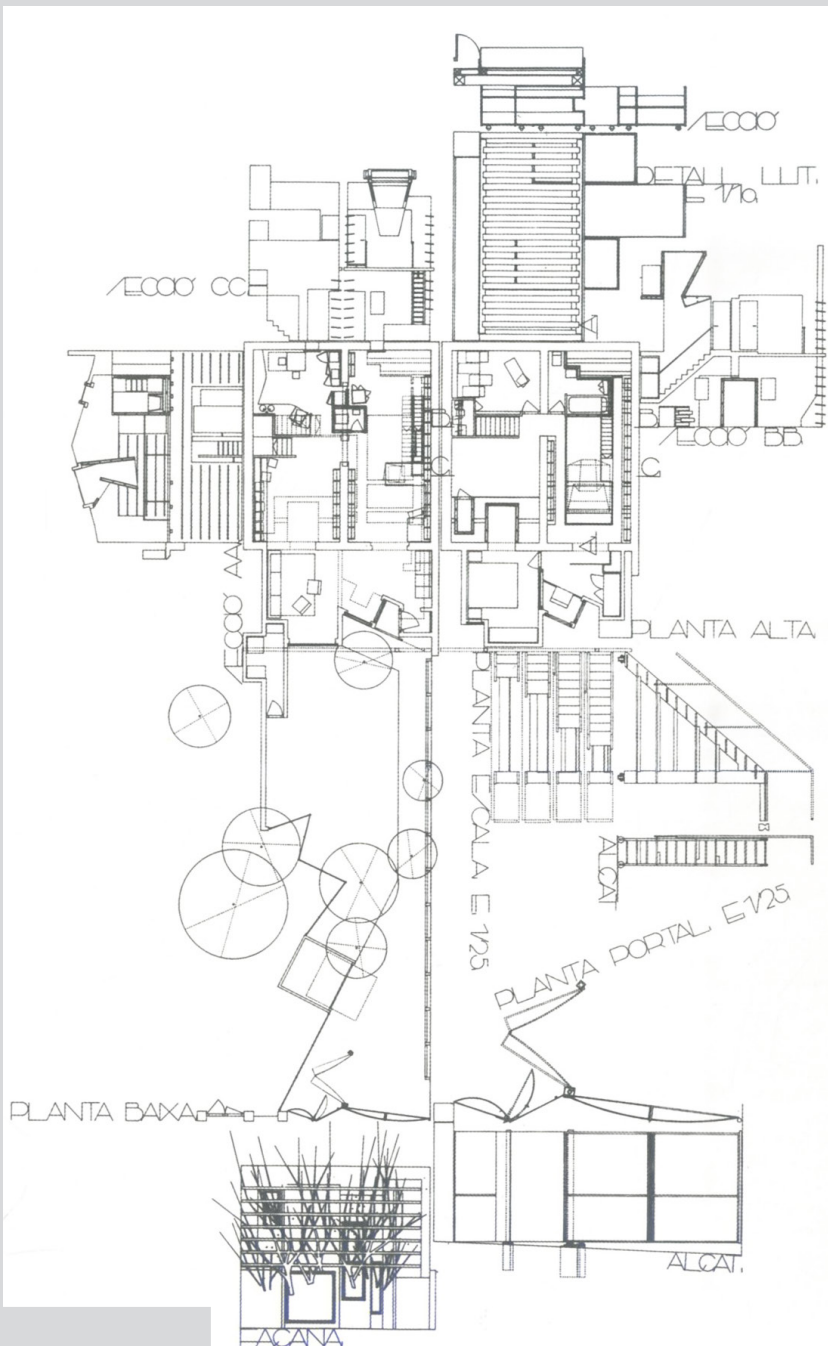 SECCIÓ
DETALL LLIT.
E 1/10
SECCIÓ CC.
B
B
SECCIÓ BB.
C
C
A
A
SECCIÓ AA
PLANTA ALTA
PLANTA ESCALA E 1/25
ALÇAT
PLANTA PORTAL E 1/25
PLANTA BAIXA
ALÇAT.
FAÇANA